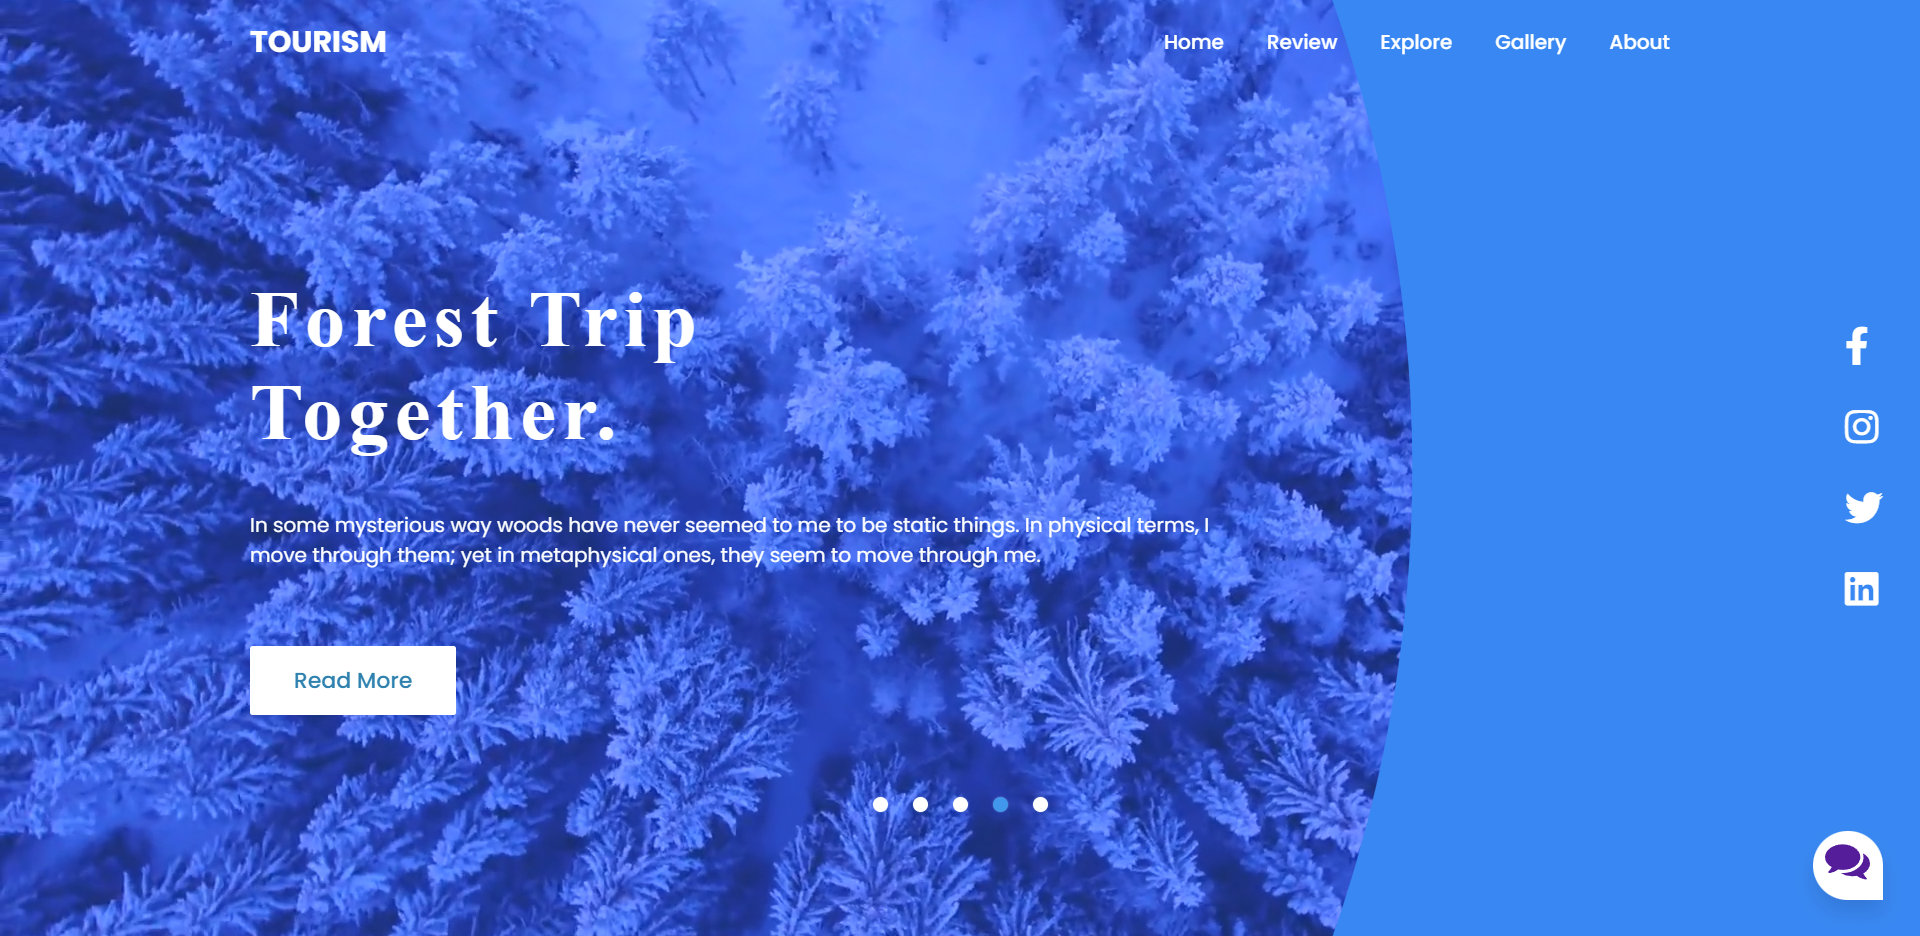 TOURISM
Home Review Explore Gallery About
Forest Trip
Together.
In some mysterious way woods have never seemed to me to be static things. In physical terms, I
move through them; yet in metaphysical ones, they seem to move through me.
Read More